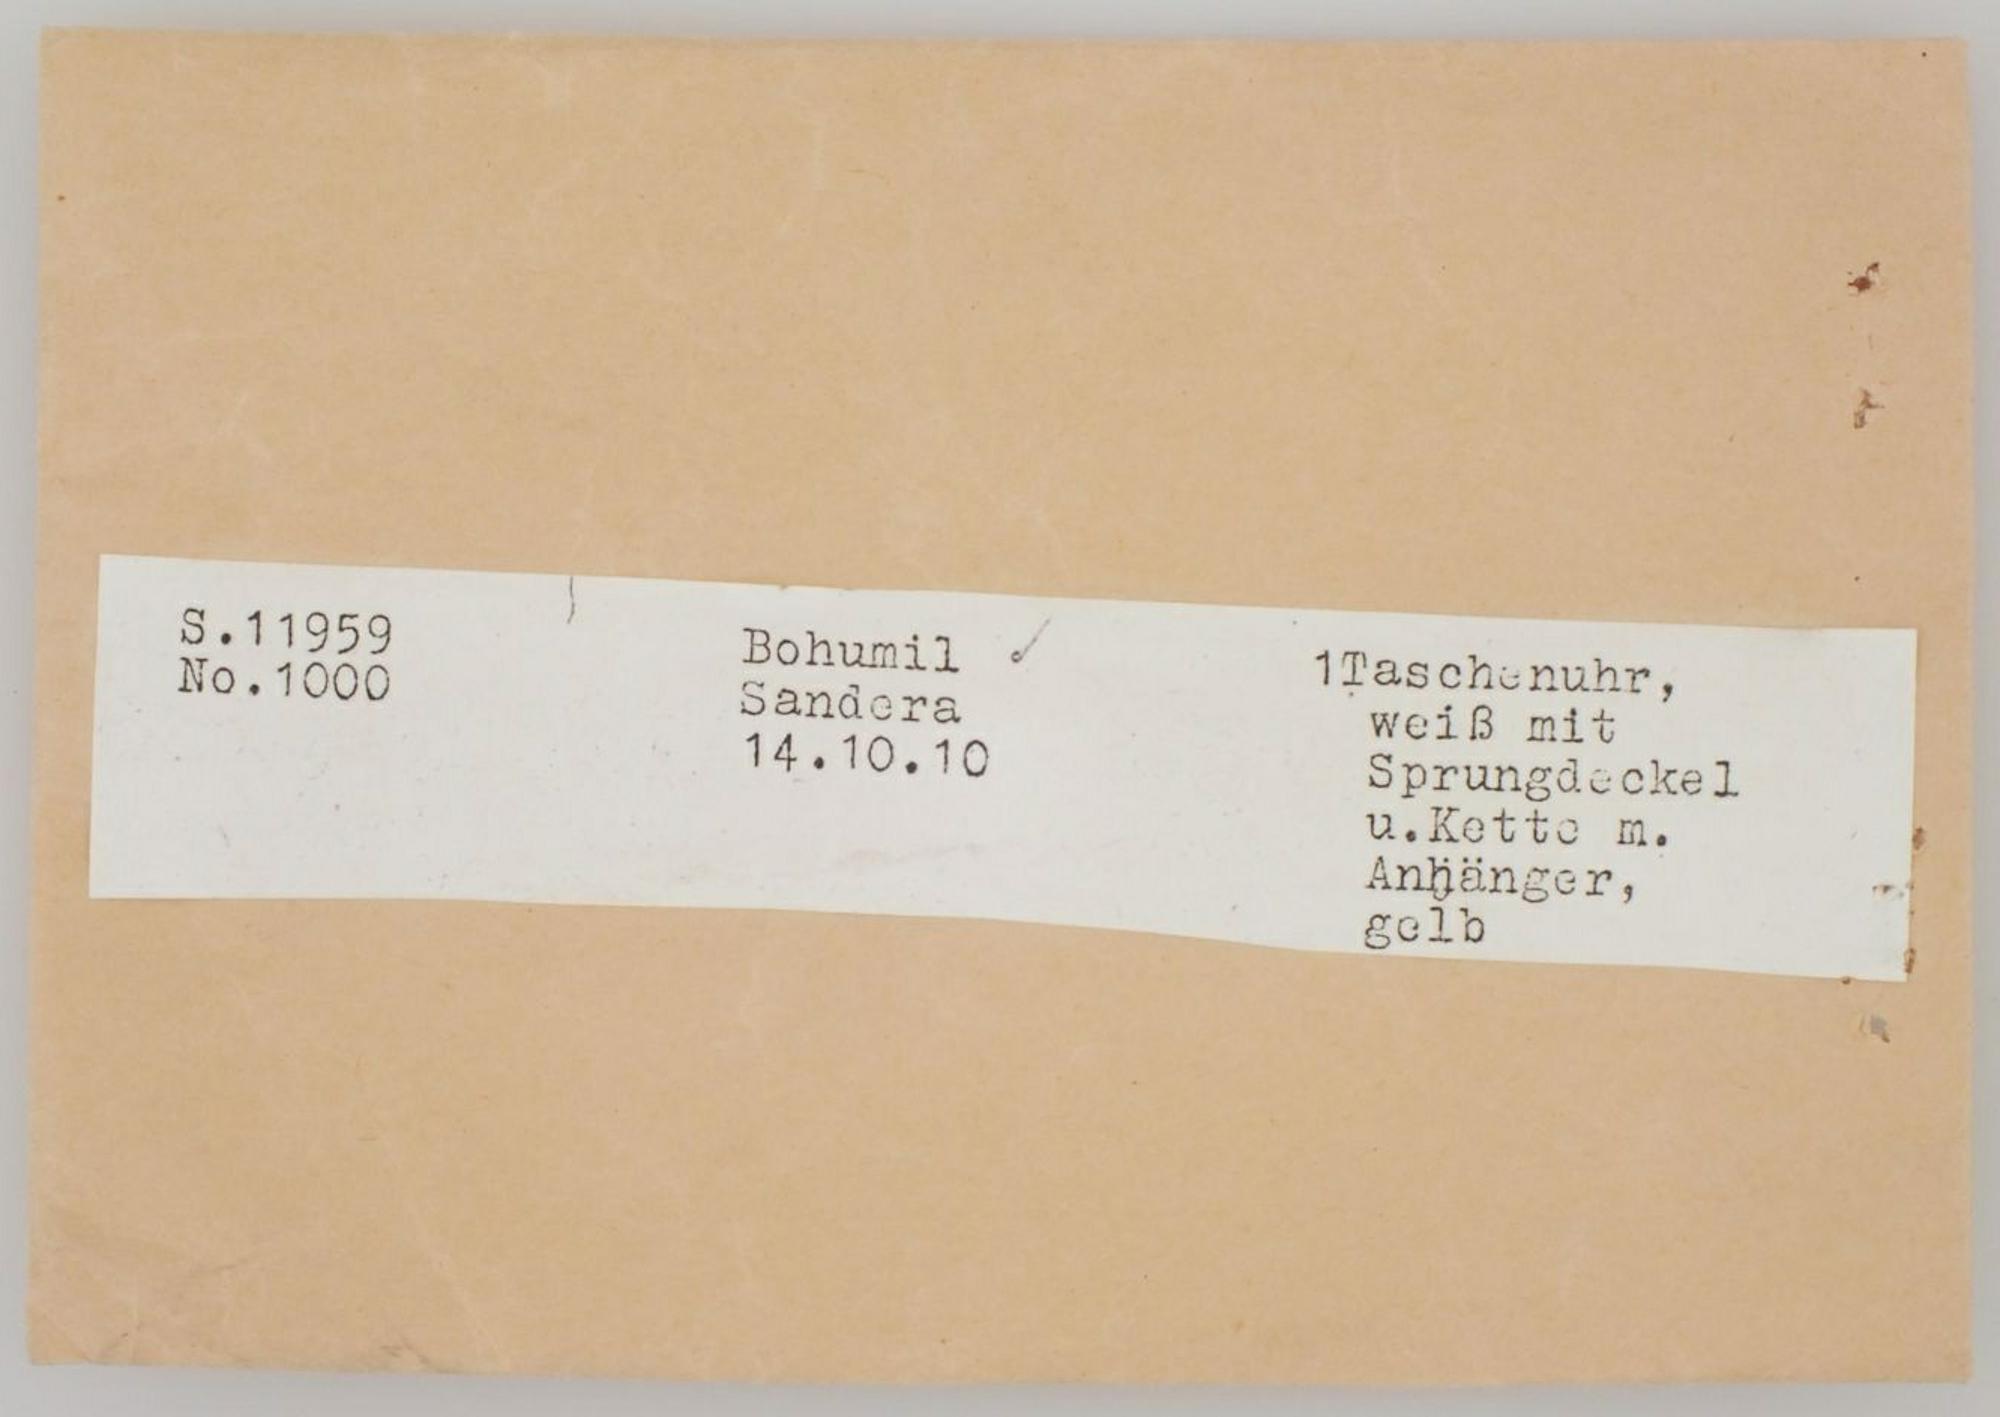 S.11959
No.1000
Bohumil
Sandera
14.10.10
1Taschenuhr,
weiß mit
Sprungdeckel
u.Kette m.
Anhänger,
gelb